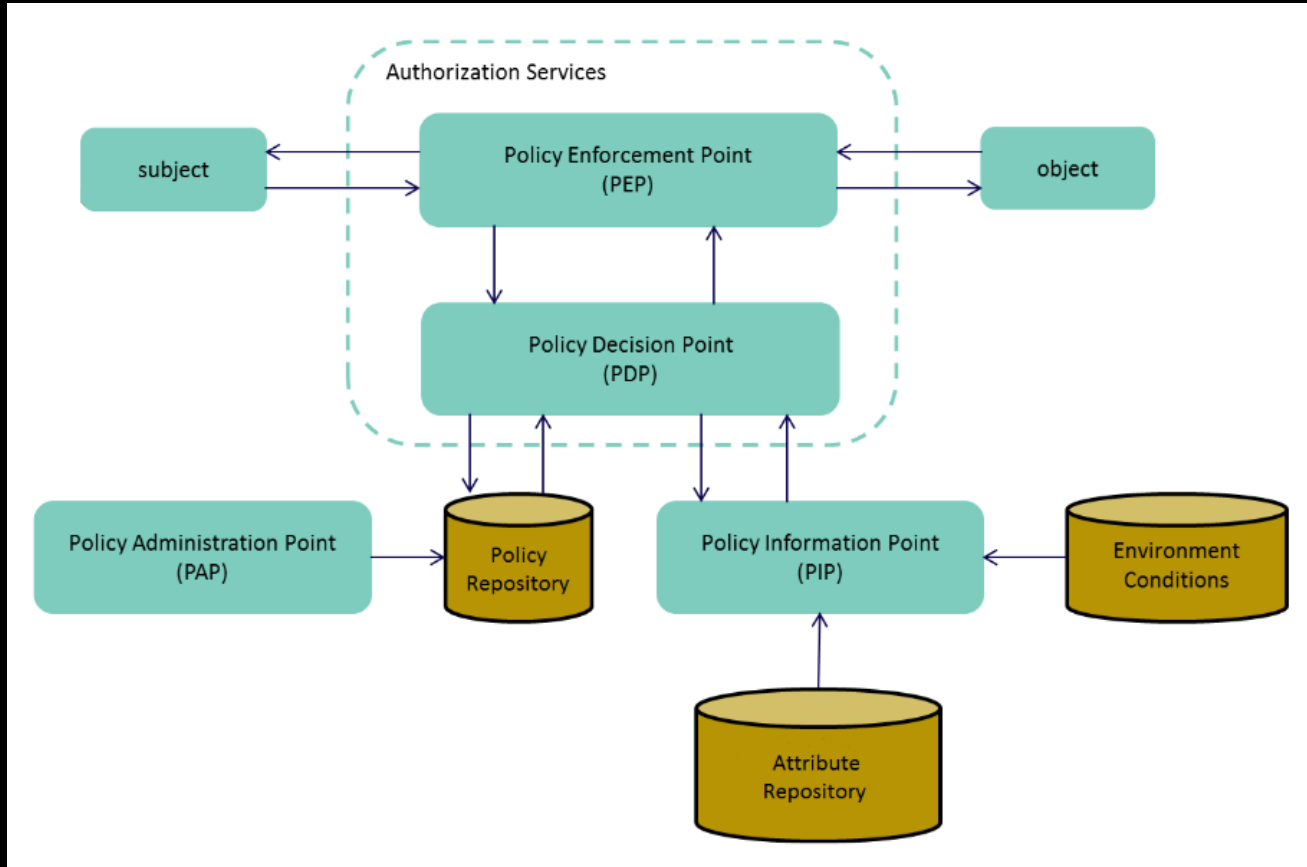 Authorization Services
subject
Policy Enforcement Point
(PEP)
object
Policy Decision Point
(PDP)
Policy Administration Point
(PAP)
Policy
Repository
Policy Information Point
(PIP)
Environment
Conditions
Attribute
Repository